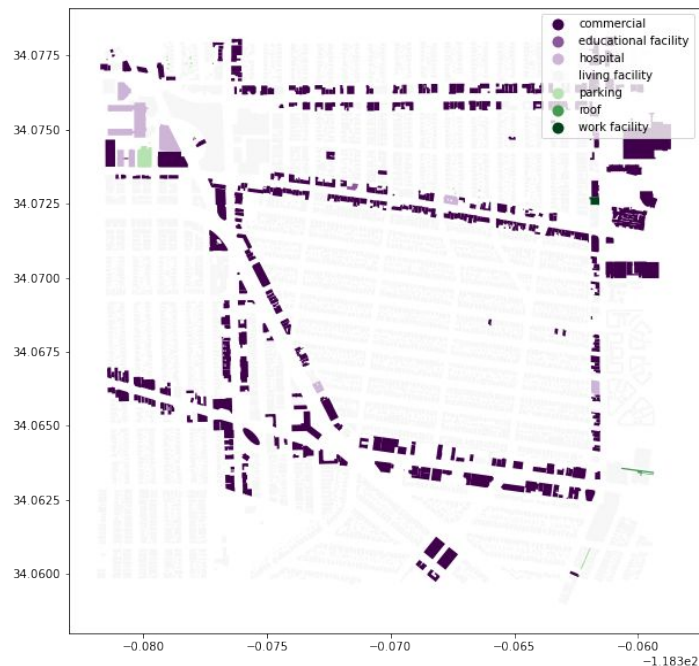 commercial
educational facility
hospital
living facility
parking
roof
work facility
34.0775
34.0750
34.0725
34.0700
34.0675
34.0650
34.0625
34.0600
−0.080 −0.075 −0.070 −0.065 −0.060
−1.183e2